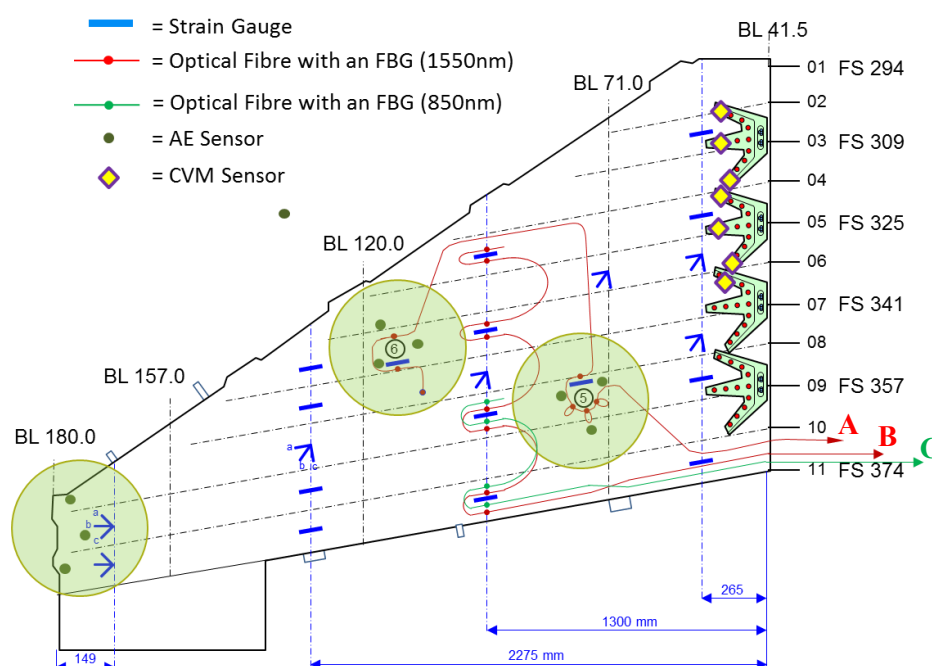 = Strain Gauge
= Optical Fibre with an FBG (1550nm)
= Optical Fibre with an FBG (850nm)
= AE Sensor
= CVM Sensor
BL 41.5
BL 71.0
BL 120.0
BL 157.0
BL 180.0
01 FS 294
02
03 FS 309
04
05 FS 325
06
07 FS 341
08
09 FS 357
10
11 FS 374
6
5
A
B
C
a
b c
a
b
c
265
1300 mm
2275 mm
149